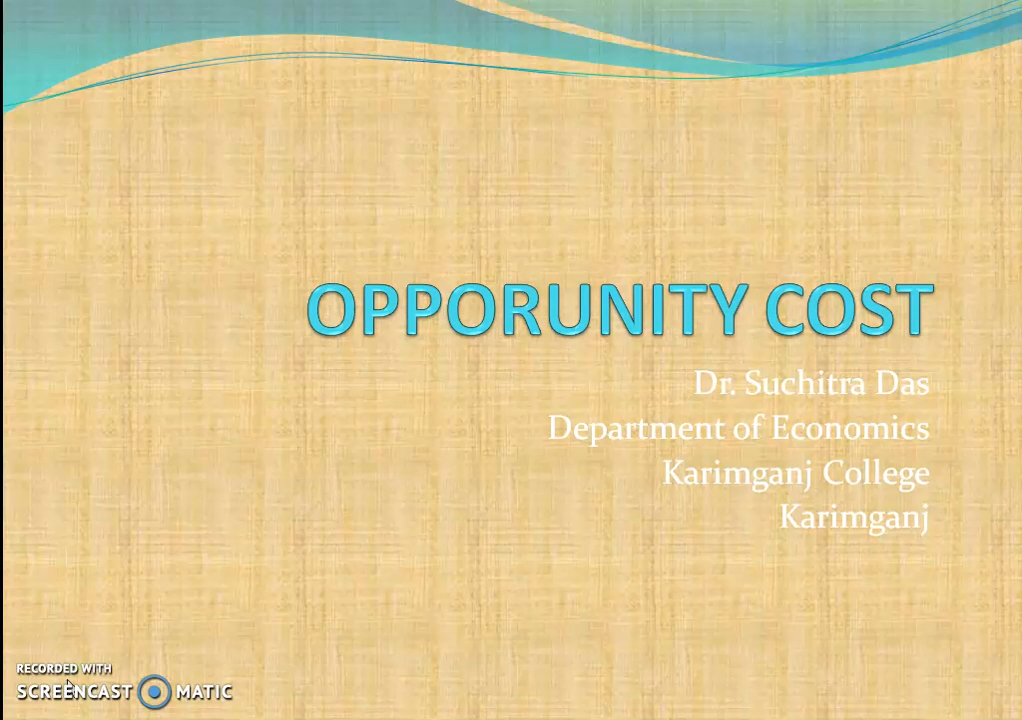 OPPORUNITY COST
Dr. Suchitra Das
Department of Economics
Karimganj College
Karimganj
RECORDED WITH
SCREENCAST MATIC